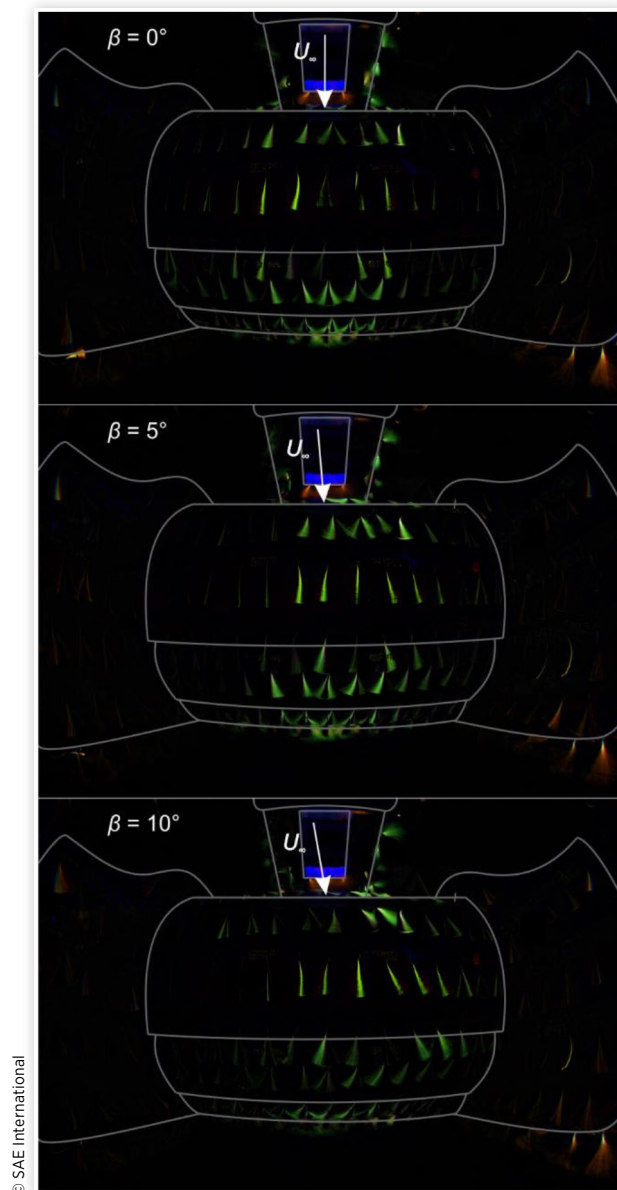 β = 0°
U∞
β = 5°
U∞
β = 10°
U∞
© SAE International